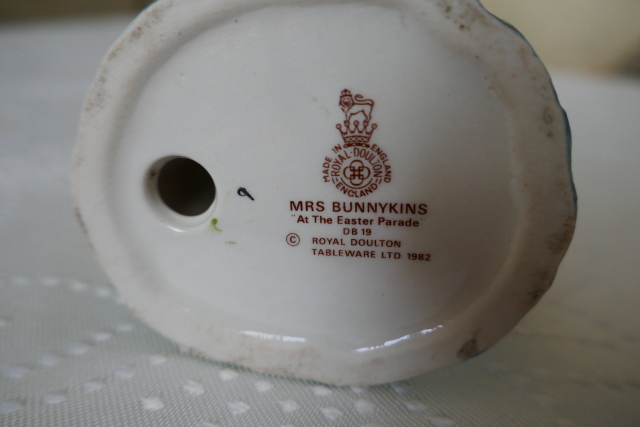 MADE IN ENGLAND
ROYAL DOULTON
ENGLAND
MRS BUNNYKINS
"At The Easter Parade"
DB 19
© ROYAL DOULTON
TABLEWARE LTD. 1982